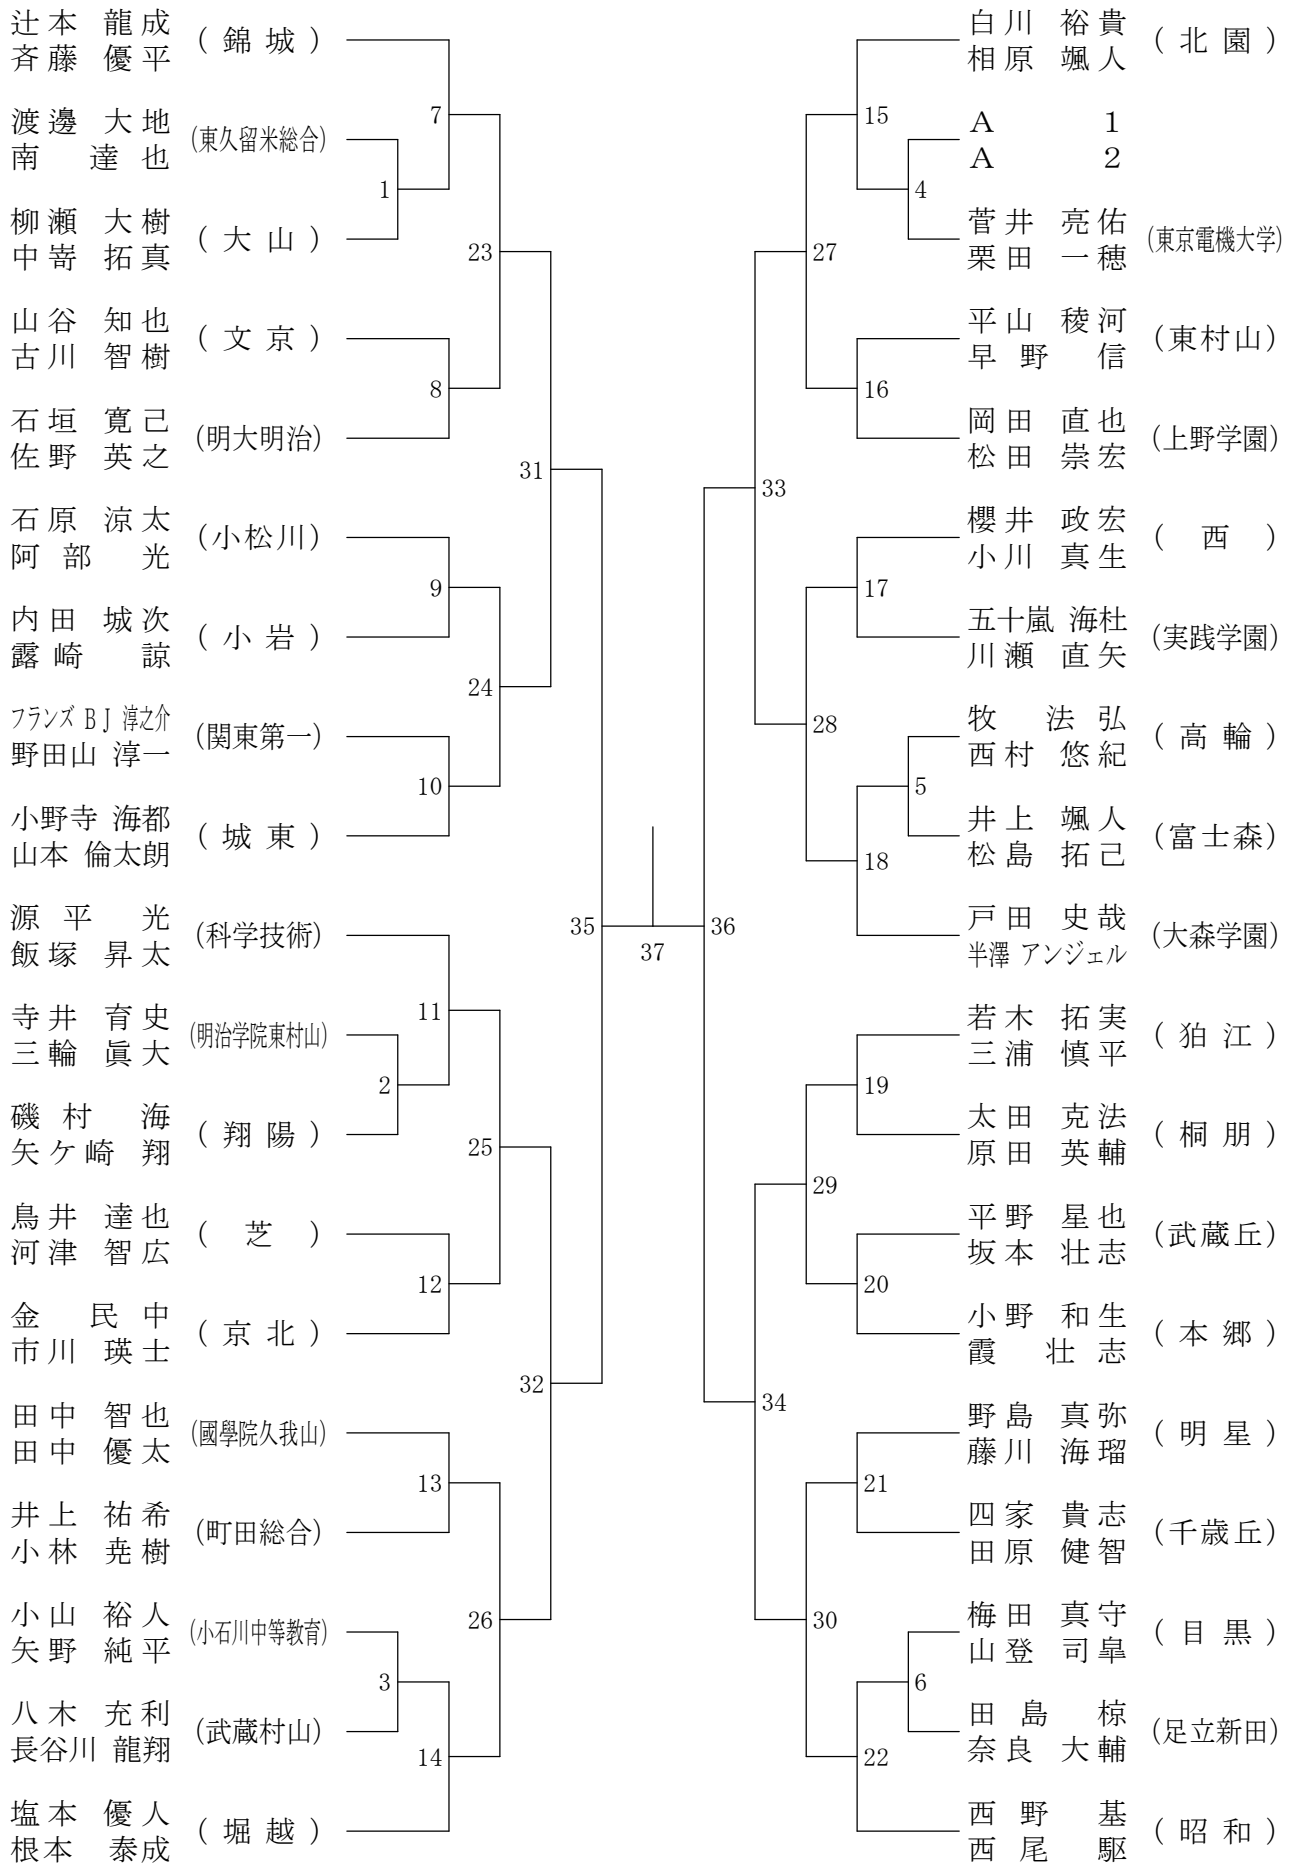 辻本 龍成
斉藤 優平
(錦城)
渡邊 大地
南 達也
(東久留米総合)
柳瀬 大樹
中嵜 拓真
(大山)
山谷 知也
古川 智樹
(文京)
石垣 寛己
佐野 英之
(明大明治)
石原 涼太
阿部 光
(小松川)
内田 城次
露崎 諒
(小岩)
フランズ BJ 淳之介
野田山 淳一
(関東第一)
小野寺 海都
山本 倫太朗
(城東)
源平 光
飯塚 昇太
(科学技術)
寺井 育史
三輪 眞大
(明治学院東村山)
磯村 海
矢ケ崎 翔
(翔陽)
鳥井 達也
河津 智広
(芝)
金 民中
市川 瑛士
(京北)
田中 智也
田中 優太
(國學院久我山)
井上 祐希
小林 尭樹
(町田総合)
小山 裕人
矢野 純平
(小石川中等教育)
八木 充利
長谷川 龍翔
(武蔵村山)
塩本 優人
根本 泰成
(堀越)
1
2
3
7
8
9
10
11
12
13
14
23
24
25
26
31
32
35
37
36
33
34
27
28
29
30
15
16
17
18
19
20
21
22
4
5
6
白川 裕貴
相原 颯人
(北園)
A 1
A 2
菅井 亮佑
栗田 一穂
(東京電機大学)
平山 稜河
早野 信
(東村山)
岡田 直也
松田 崇宏
(上野学園)
櫻井 政宏
小川 真生
(西)
五十嵐 海杜
川瀬 直矢
(実践学園)
牧 法弘
西村 悠紀
(高輪)
井上 颯人
松島 拓己
(富士森)
戸田 史哉
半澤 アンジェル
(大森学園)
若木 拓実
三浦 慎平
(狛江)
太田 克法
原田 英輔
(桐朋)
平野 星也
坂本 壮志
(武蔵丘)
小野 和生
霞 壮志
(本郷)
野島 真弥
藤川 海瑠
(明星)
四家 貴志
田原 健智
(千歳丘)
梅田 真守
山登 司皐
(目黒)
田島 椋
奈良 大輔
(足立新田)
西野 基
西尾 駆
(昭和)